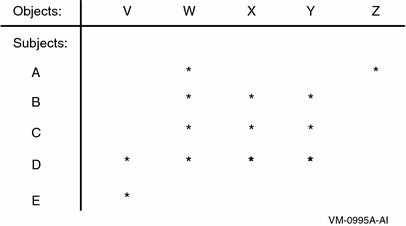 Objects: V W X Y Z
Subjects:
A * *
B * * *
C * * *
D * * * *
E *
VM-0995A-AI